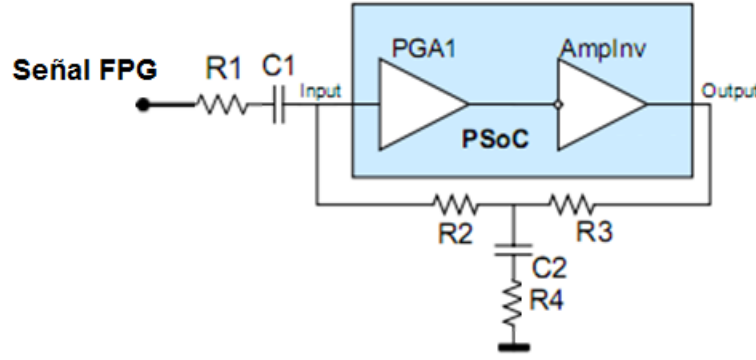 PGA1
AmpInv
Señal FPG
R1
C1
Input
Output
PSoC
R2
R3
C2
R4